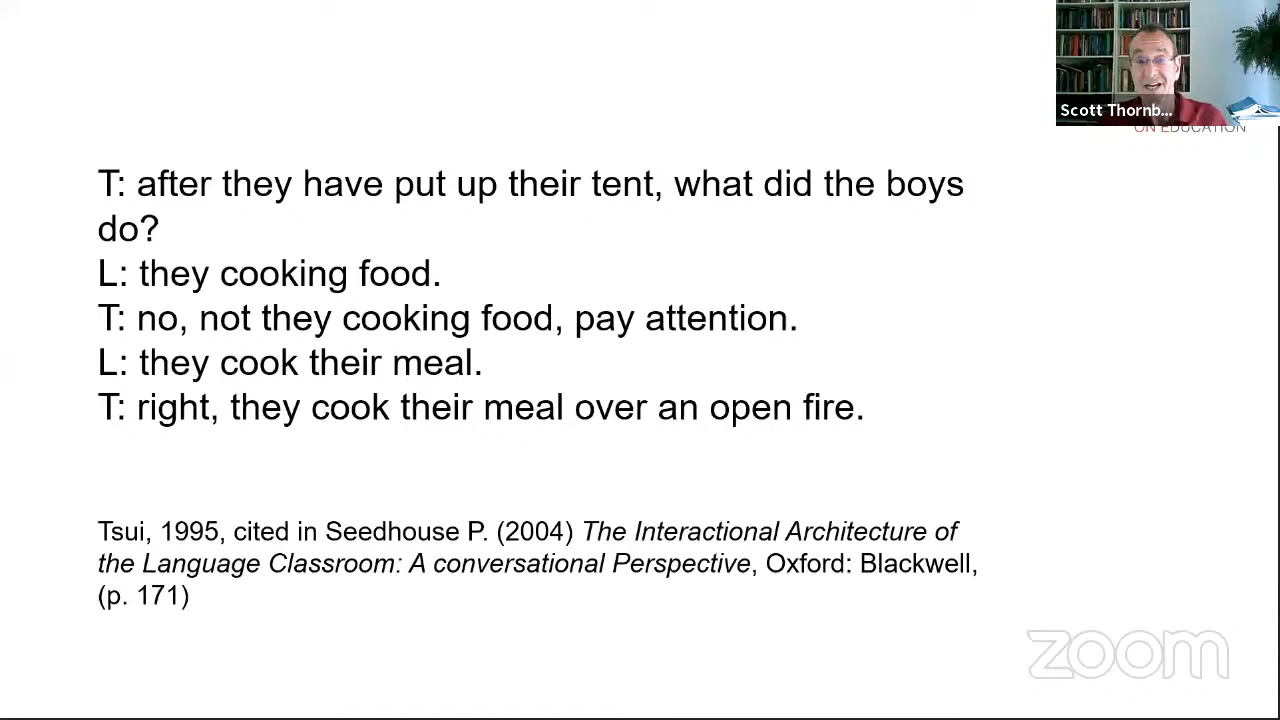 Scott Thornb...
ON EDUCATION
T: after they have put up their tent, what did the boys
do?
L: they cooking food.
T: no, not they cooking food, pay attention.
L: they cook their meal.
T: right, they cook their meal over an open fire.
Tsui, 1995, cited in Seedhouse P. (2004) The Interactional Architecture of
the Language Classroom: A conversational Perspective, Oxford: Blackwell,
(p. 171)
zoom